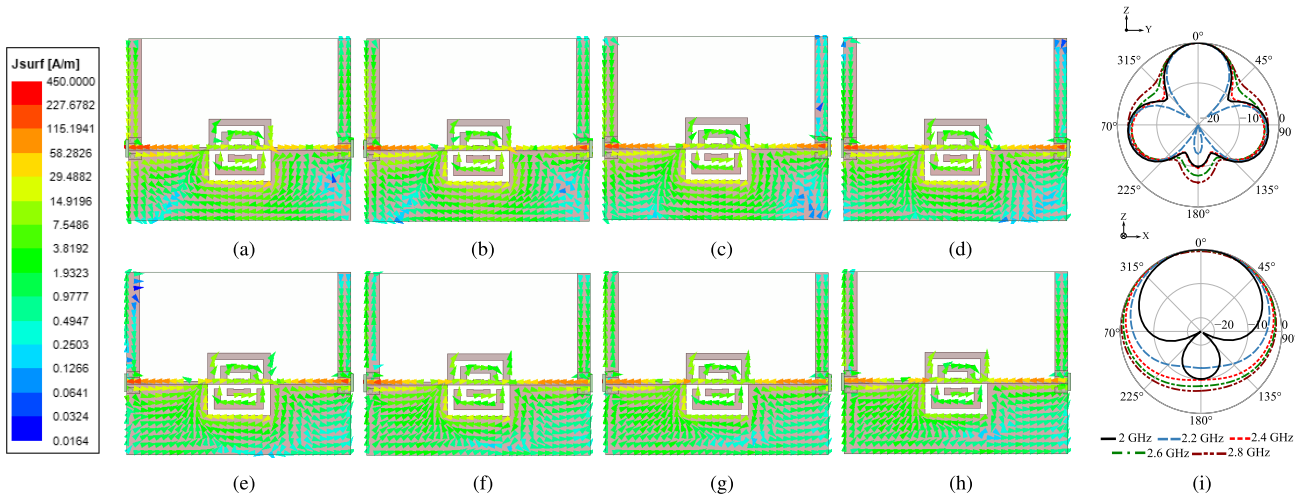 Jsurf [A/m]
450.0000
227.6782
115.1941
58.2826
29.4882
14.9196
7.5486
3.8192
1.9323
0.9777
0.4947
0.2503
0.1266
0.0641
0.0324
0.0164
(a)
(b)
(c)
(d)
(e)
(f)
(g)
(h)
Z
Y
0°
315°
45°
70°
−20
−10
0
90
225°
135°
180°
Z
X
0°
315°
45°
70°
−20
−10
0
90
225°
135°
180°
2 GHz
2.2 GHz
2.4 GHz
2.6 GHz
2.8 GHz
(i)